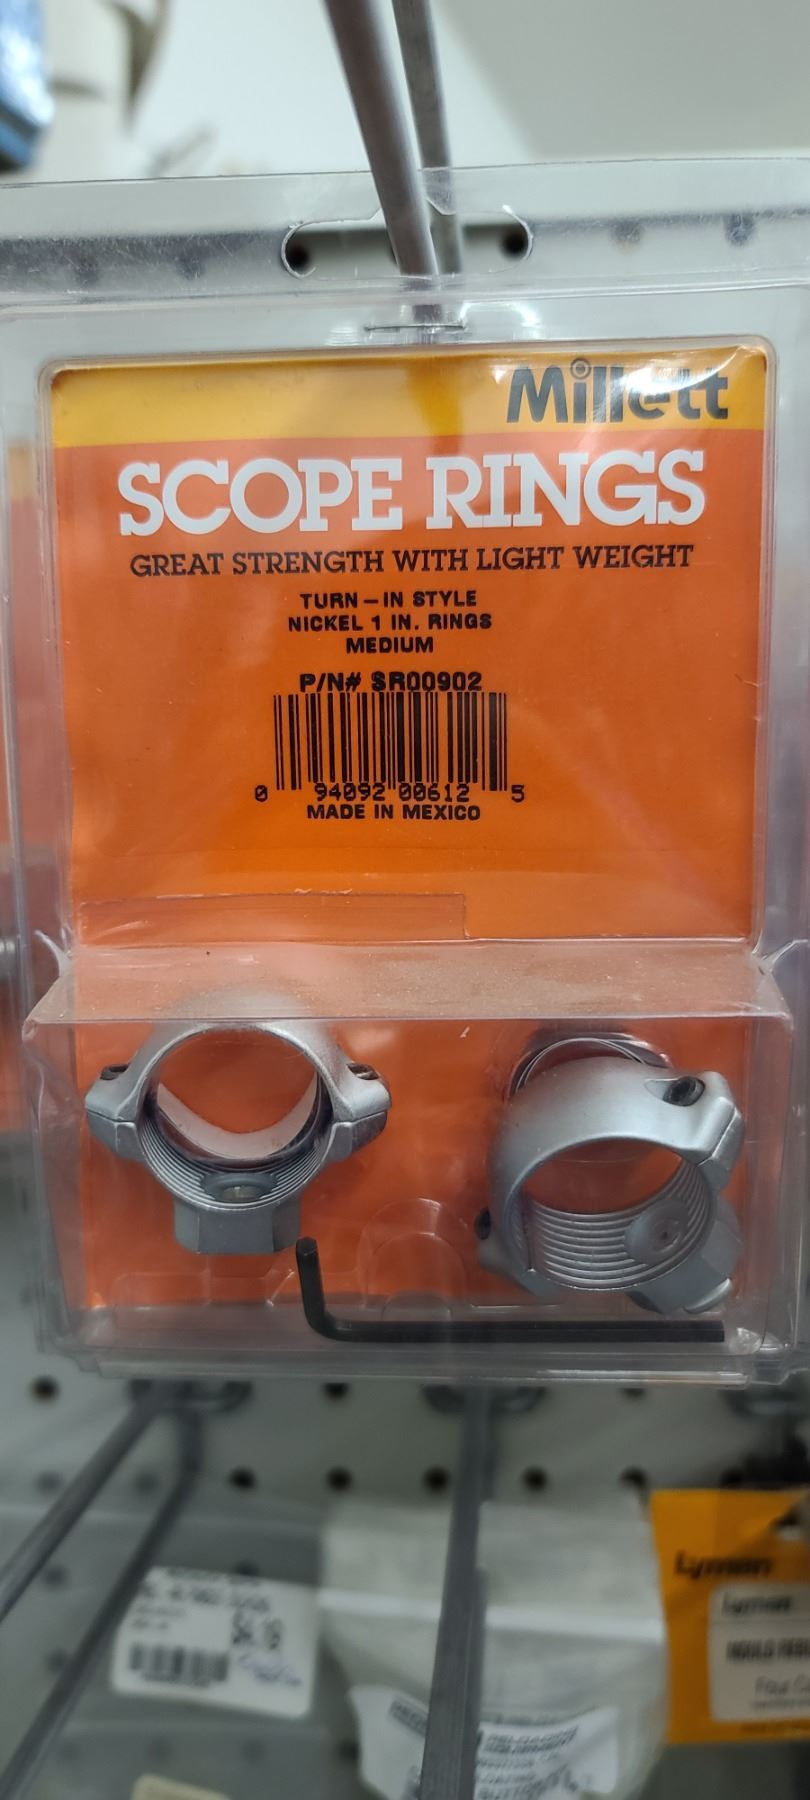 Millett
SCOPE RINGS
GREAT STRENGTH WITH LIGHT WEIGHT
TURN-IN STYLE
NICKEL 1 IN. RINGS
MEDIUM
P/N# SR00902
0 94092 00612 5
MADE IN MEXICO
Lyman
Lyman